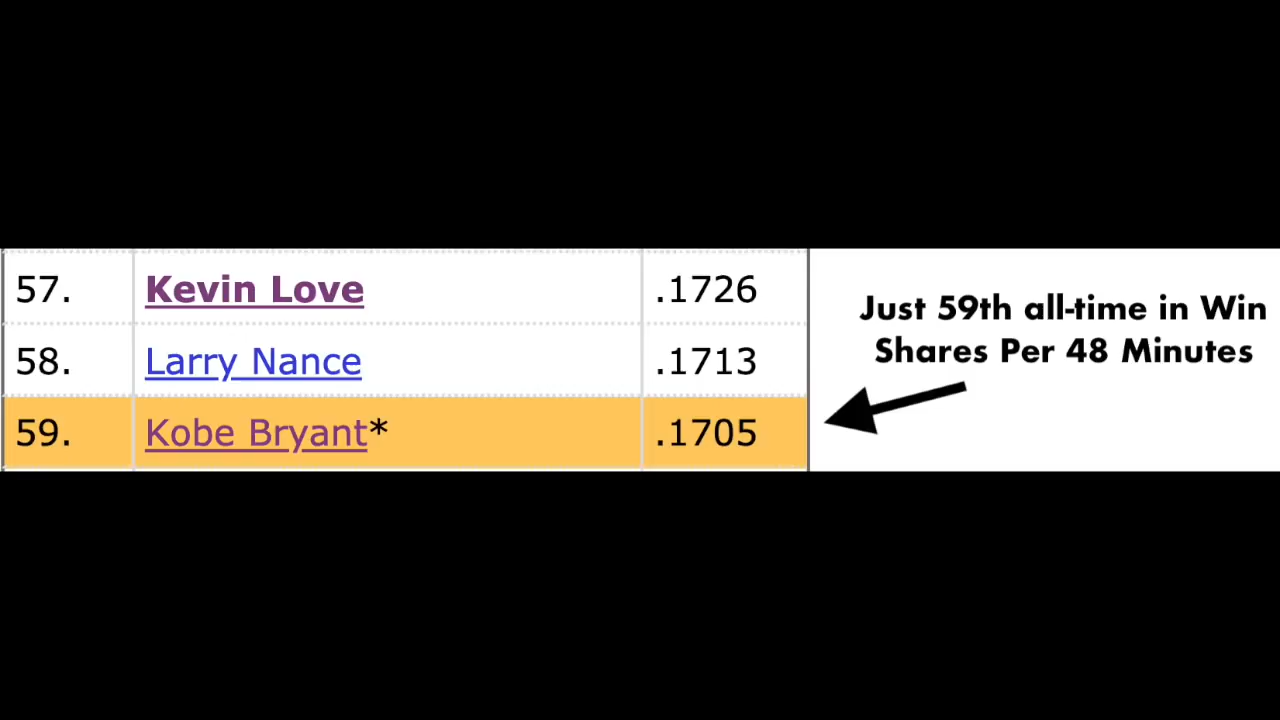 57. Kevin Love .1726
58. Larry Nance .1713
59. Kobe Bryant* .1705
Just 59th all-time in Win
Shares Per 48 Minutes